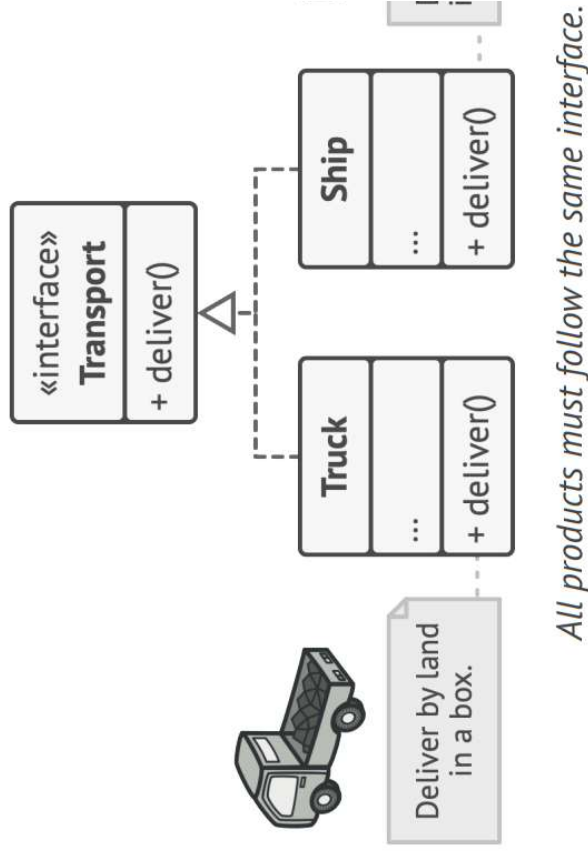 «interface»
Transport
+ deliver()
Truck
...
+ deliver()
Ship
...
+ deliver()
Deliver by land
in a box.
All products must follow the same interface.